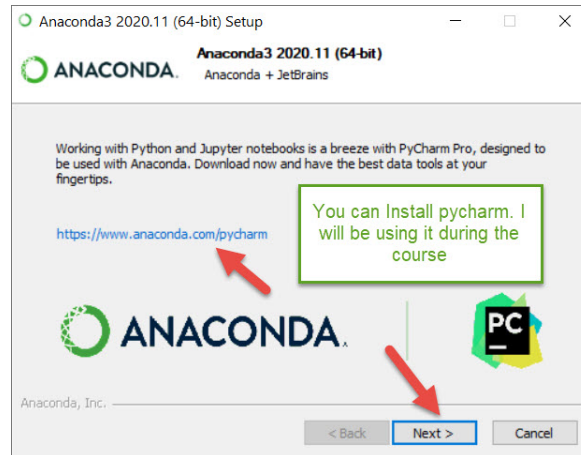 Anaconda3 2020.11 (64-bit) Setup
Anaconda3 2020.11 (64-bit)
ANACONDA.
Anaconda + JetBrains
Working with Python and Jupyter notebooks is a breeze with PyCharm Pro, designed to
be used with Anaconda. Download now and have the best data tools at your
fingertips.
You can Install pycharm. I
will be using it during the
course
https://www.anaconda.com/pycharm
ANACONDA.
PC
Anaconda, Inc.
< Back
Next >
Cancel